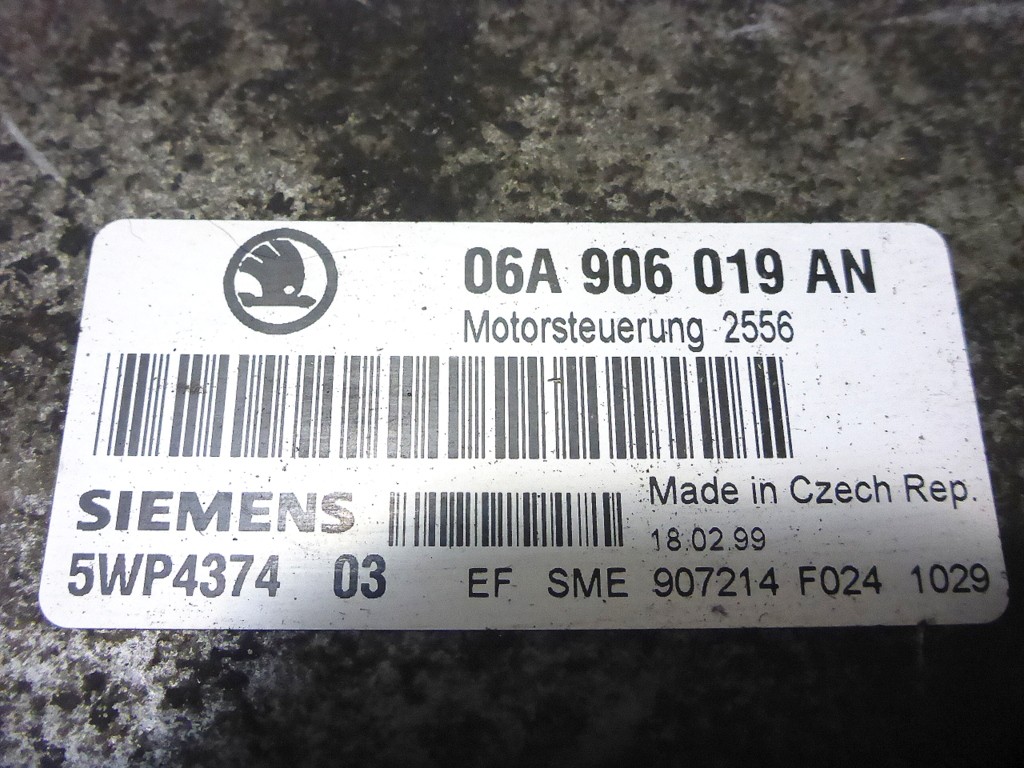 06A 906 019 AN
Motorsteuerung 2556
SIEMENS
Made in Czech Rep.
18.02.99
5WP4374 03
EF SME 907214 F024 1029